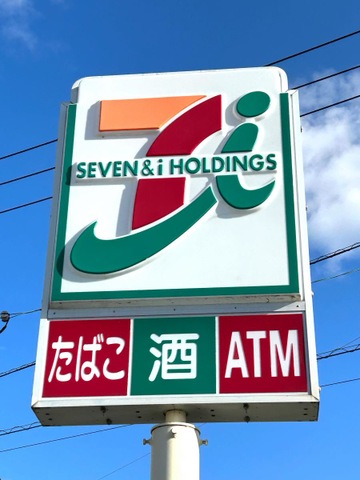 SEVEN&i HOLDINGS
たばこ 酒 ATM